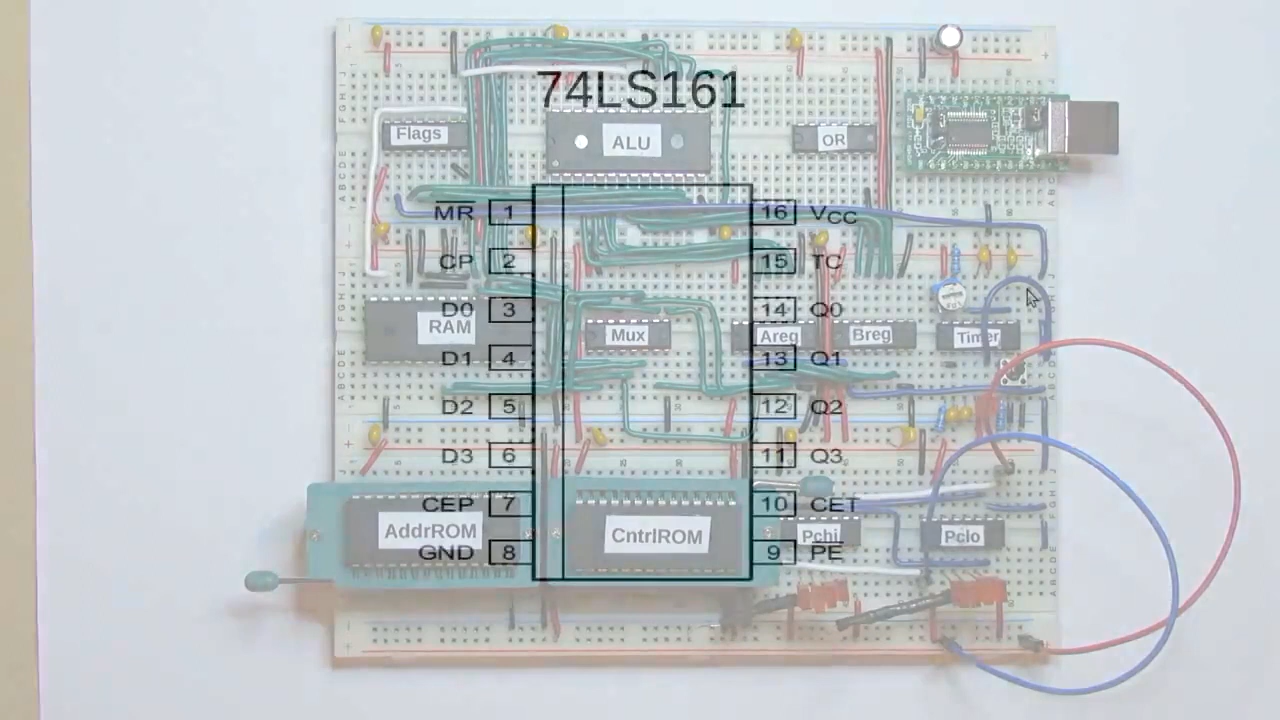 74LS161
Flags
ALU
OR
MR 1
16 VCC
CP 2
15 TC
D0 3
14 Q0
RAM
Mux
Areg
Breg
Timer
D1 4
13 Q1
D2 5
12 Q2
D3 6
11 Q3
CEP 7
10 CET
AddrROM
CntrlROM
Pchi
Pclo
GND 8
9 PE